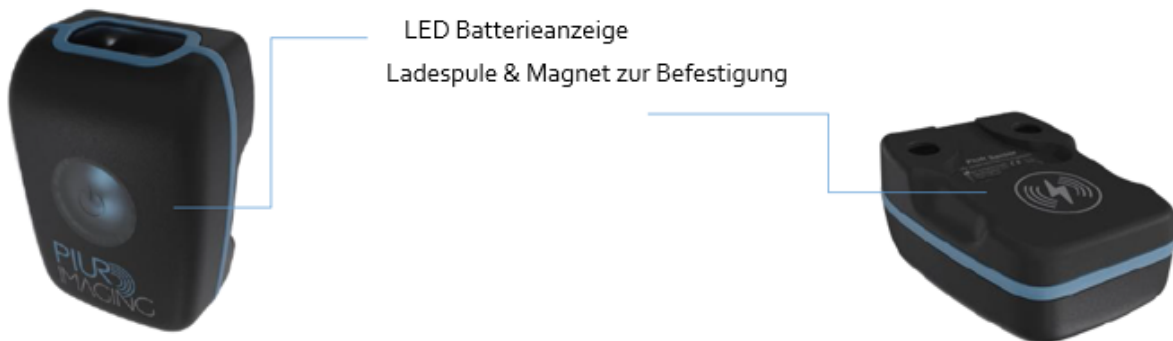 LED Batterieanzeige
Ladespule & Magnet zur Befestigung
PIUR
IMAGING